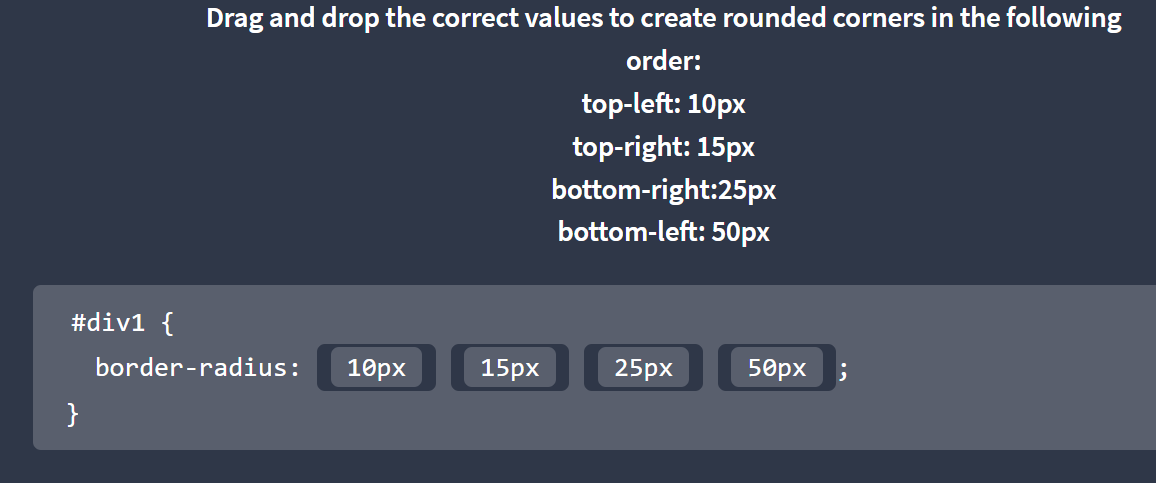 Drag and drop the correct values to create rounded corners in the following
order:
top-left: 10px
top-right: 15px
bottom-right:25px
bottom-left: 50px
#div1 {
border-radius: 10px 15px 25px 50px ;
}